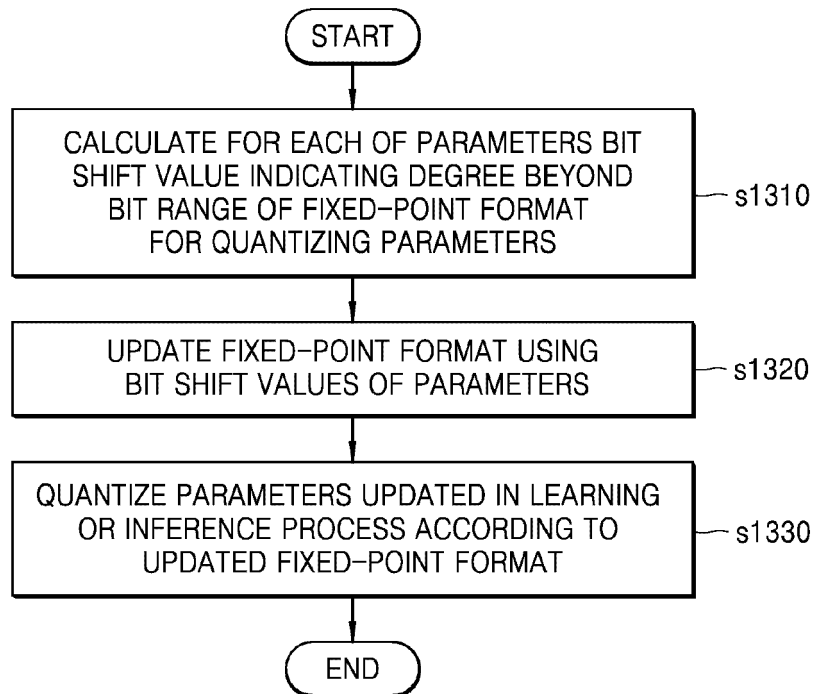 START
CALCULATE FOR EACH OF PARAMETERS BIT
SHIFT VALUE INDICATING DEGREE BEYOND
BIT RANGE OF FIXED-POINT FORMAT
FOR QUANTIZING PARAMETERS
s1310
UPDATE FIXED-POINT FORMAT USING
BIT SHIFT VALUES OF PARAMETERS
s1320
QUANTIZE PARAMETERS UPDATED IN LEARNING
OR INFERENCE PROCESS ACCORDING TO
UPDATED FIXED-POINT FORMAT
s1330
END